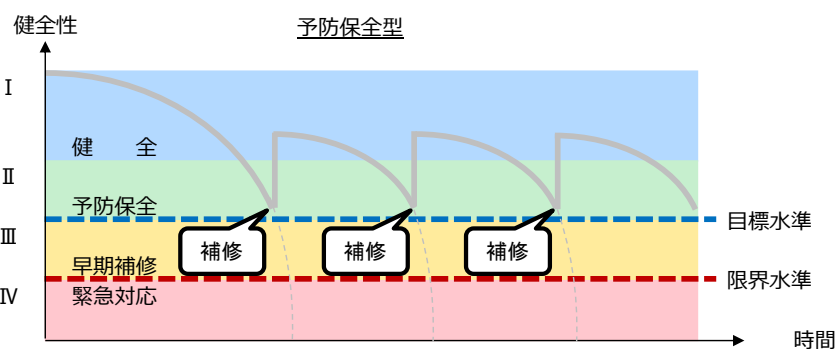 健全性
予防保全型
Ⅰ
健　全
Ⅱ
予防保全
目標水準
Ⅲ
補修
補修
補修
早期補修
限界水準
Ⅳ
緊急対応
時間